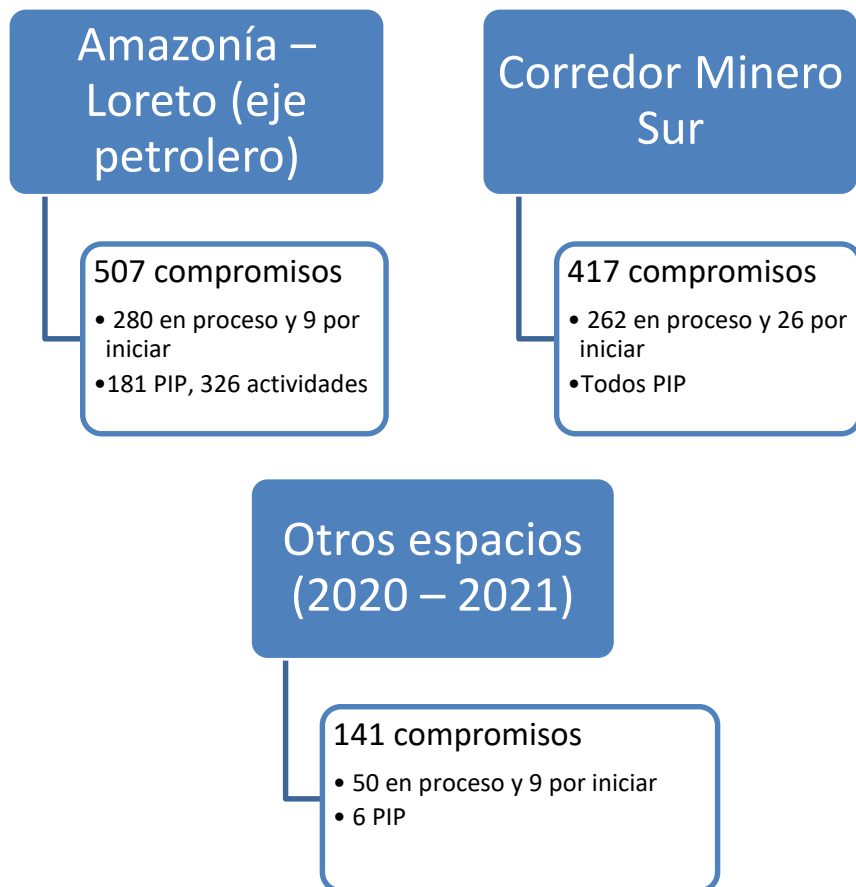 Amazonía –
Loreto (eje
petrolero)
507 compromisos
• 280 en proceso y 9 por
iniciar
•181 PIP, 326 actividades
Corredor Minero
Sur
417 compromisos
• 262 en proceso y 26 por
iniciar
•Todos PIP
Otros espacios
(2020 – 2021)
141 compromisos
• 50 en proceso y 9 por iniciar
• 6 PIP